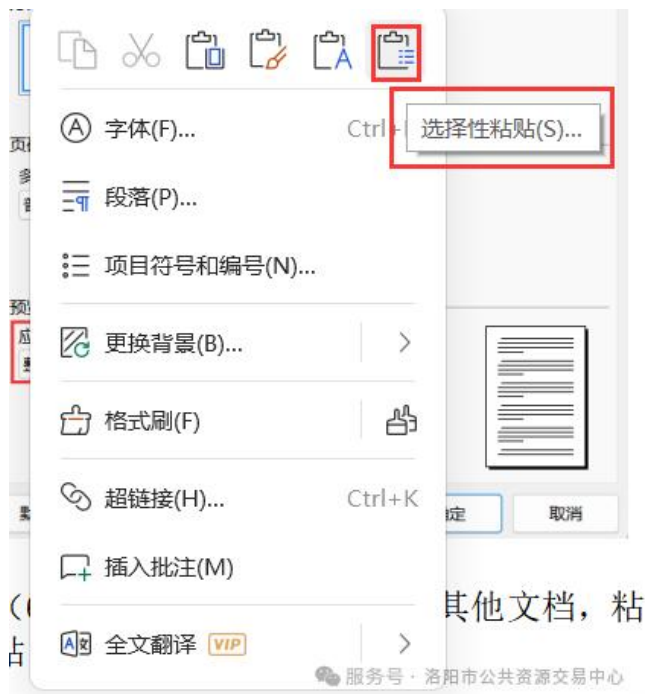 字体(F)...
Ctrl+
选择性粘贴(S)...
段落(P)...
项目符号和编号(N)...
更换背景(B)...
格式刷(F)
超链接(H)... Ctrl+K
定 取消
插入批注(M)
其他文档，粘
全文翻译 VIP
服务号 · 洛阳市公共资源交易中心